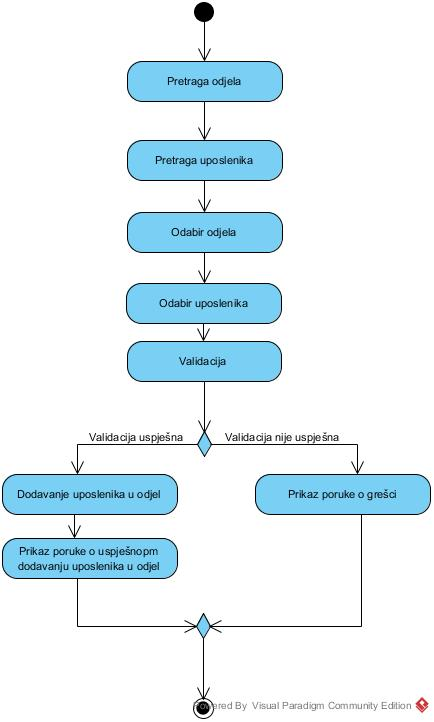 Pretraga odjela
Pretraga uposlenika
Odabir odjela
Odabir uposlenika
Validacija
Validacija uspješna
Validacija nije uspješna
Dodavanje uposlenika u odjel
Prikaz poruke o grešci
Prikaz poruke o uspješnopm
dodavanju uposlenika u odjel
Powered By Visual Paradigm Community Edition